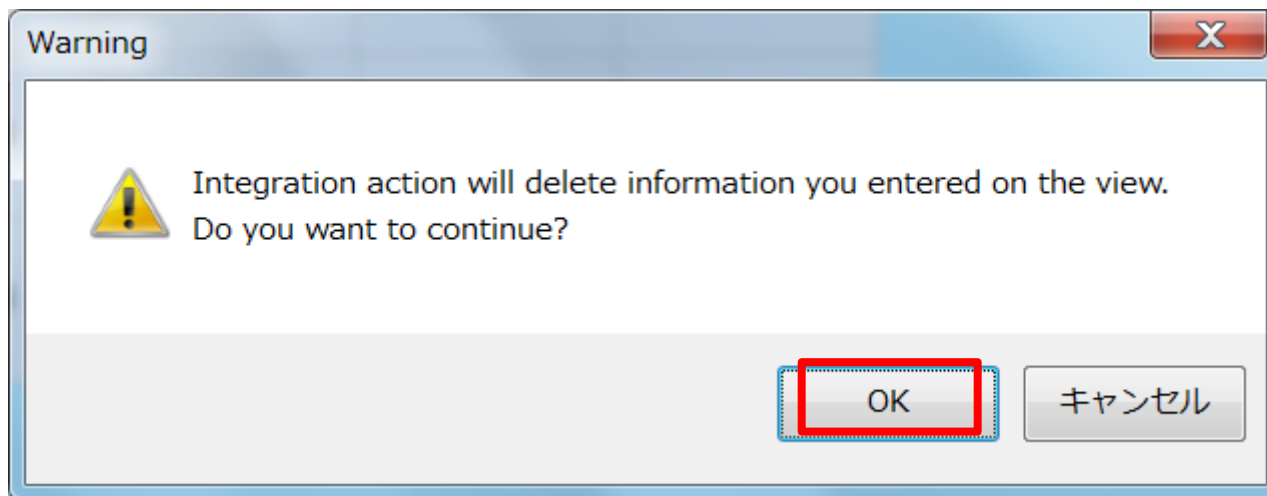 Warning
Integration action will delete information you entered on the view.
Do you want to continue?
OK
キャンセル